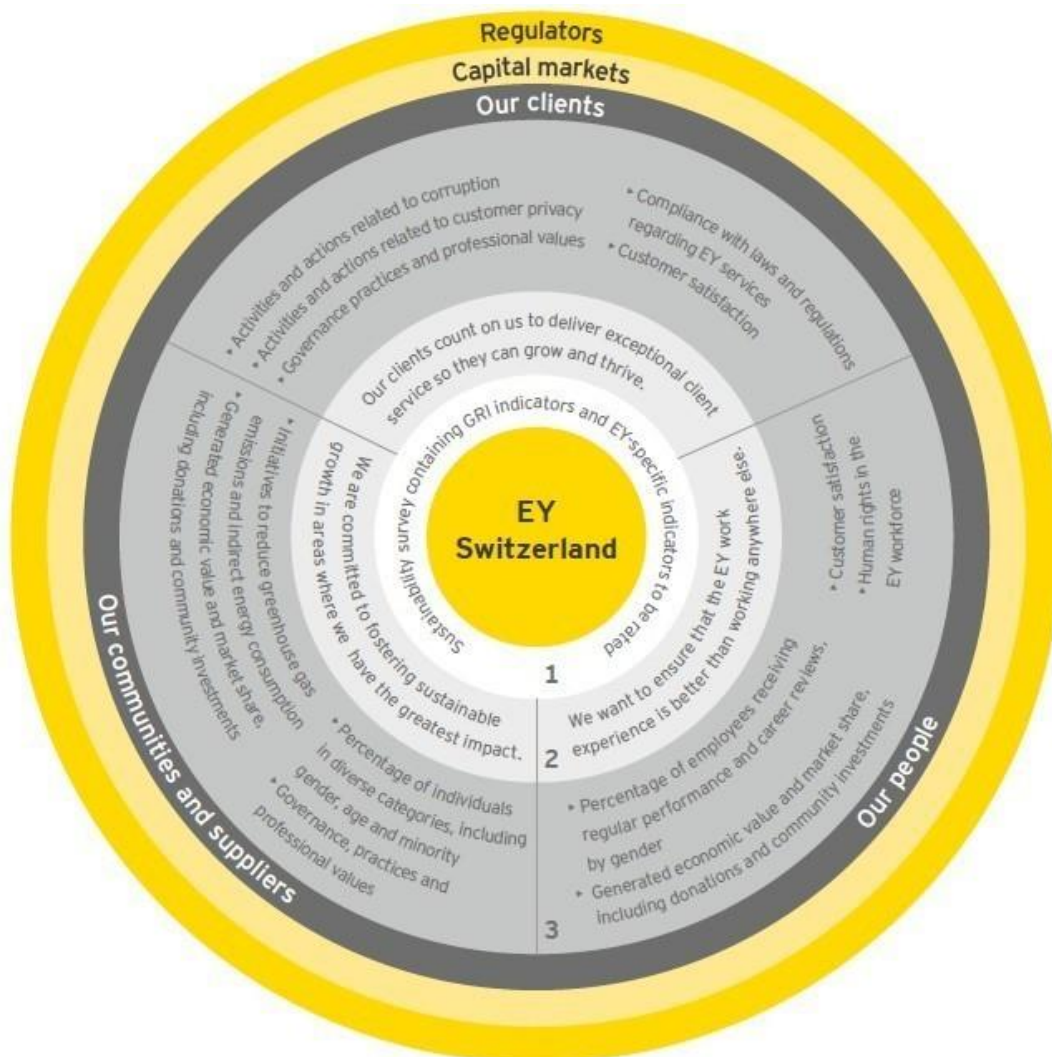 Regulators
Capital markets
Our clients
• Activities and actions related to corruption
• Activities and actions related to customer privacy
• Governance practices and professional values
• Compliance with laws and regulations
regarding EY services
• Customer satisfaction
Our clients count on us to deliver exceptional client
service so they can grow and thrive.
Sustainability survey containing GRI indicators and EY-specific indicators to be rated
EY
Switzerland
1
We want to ensure that the EY work
experience is better than working anywhere else.
2
• Customer satisfaction
• Human rights in the
EY workforce
‣ Percentage of employees receiving
regular performance and career reviews,
by gender
‣ Generated economic value and market share,
including donations and community investments
3
Our people
We are committed to fostering sustainable
growth in areas where we have the greatest impact.
• Initiatives to reduce greenhouse gas
emissions and indirect energy consumption
• Generated economic value and market share,
including donations and community investments
• Percentage of individuals
in diverse categories, including
gender, age and minority
• Governance, practices and
professional values
Our communities and suppliers